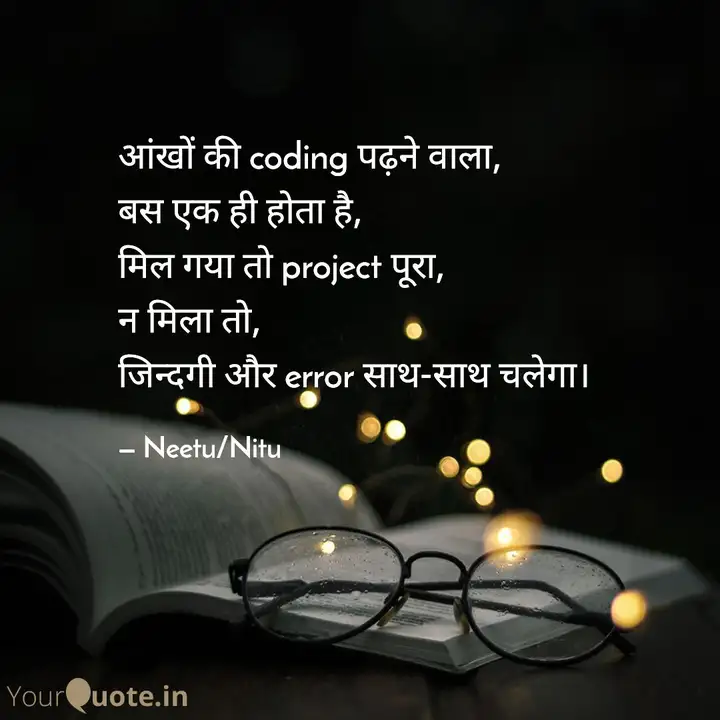 आंखों की coding पढ़ने वाला,
बस एक ही होता है,
मिल गया तो project पूरा,
न मिला तो,
जिन्दगी और error साथ-साथ चलेगा।
– Neetu/Nitu
YourQuote.in